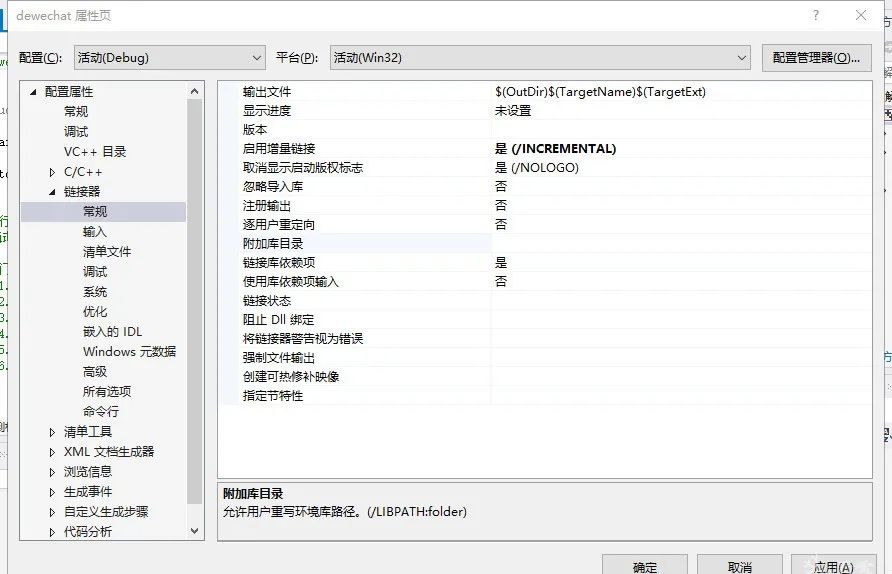 dewechat 属性页
配置(C): 活动(Debug) 平台(P): 活动(Win32) 配置管理器(O)...
配置属性
常规
调试
VC++ 目录
C/C++
链接器
常规
输入
清单文件
调试
系统
优化
嵌入的 IDL
Windows 元数据
高级
所有选项
命令行
清单工具
XML 文档生成器
浏览信息
生成事件
自定义生成步骤
代码分析
输出文件 $(OutDir)$(TargetName)$(TargetExt)
显示进度 未设置
版本
启用增量链接 是 (/INCREMENTAL)
取消显示启动版权标志 是 (/NOLOGO)
忽略导入库 否
注册输出 否
逐用户重定向 否
附加库目录
链接库依赖项 是
使用库依赖项输入 否
链接状态
阻止 Dll 绑定
将链接器警告视为错误
强制文件输出
创建可热修补映像
指定节特性
附加库目录
允许用户重写环境库路径。(/LIBPATH:folder)
确定 取消 应用(A)